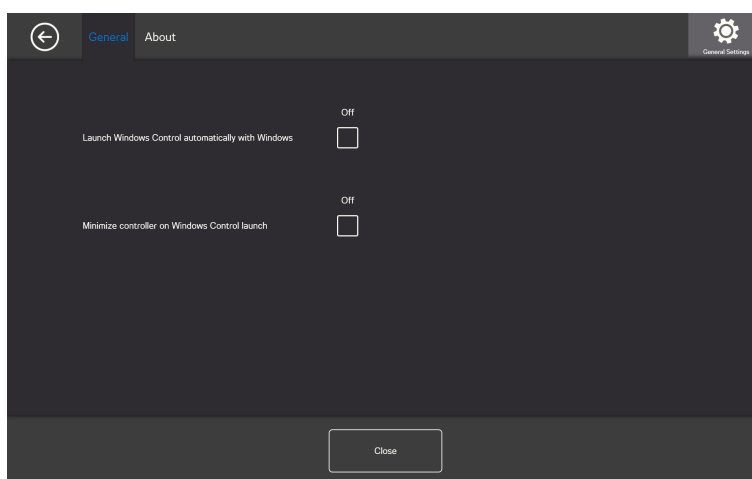 General About
General Settings
Off
Launch Windows Control automatically with Windows
Off
Minimize controller on Windows Control launch
Close